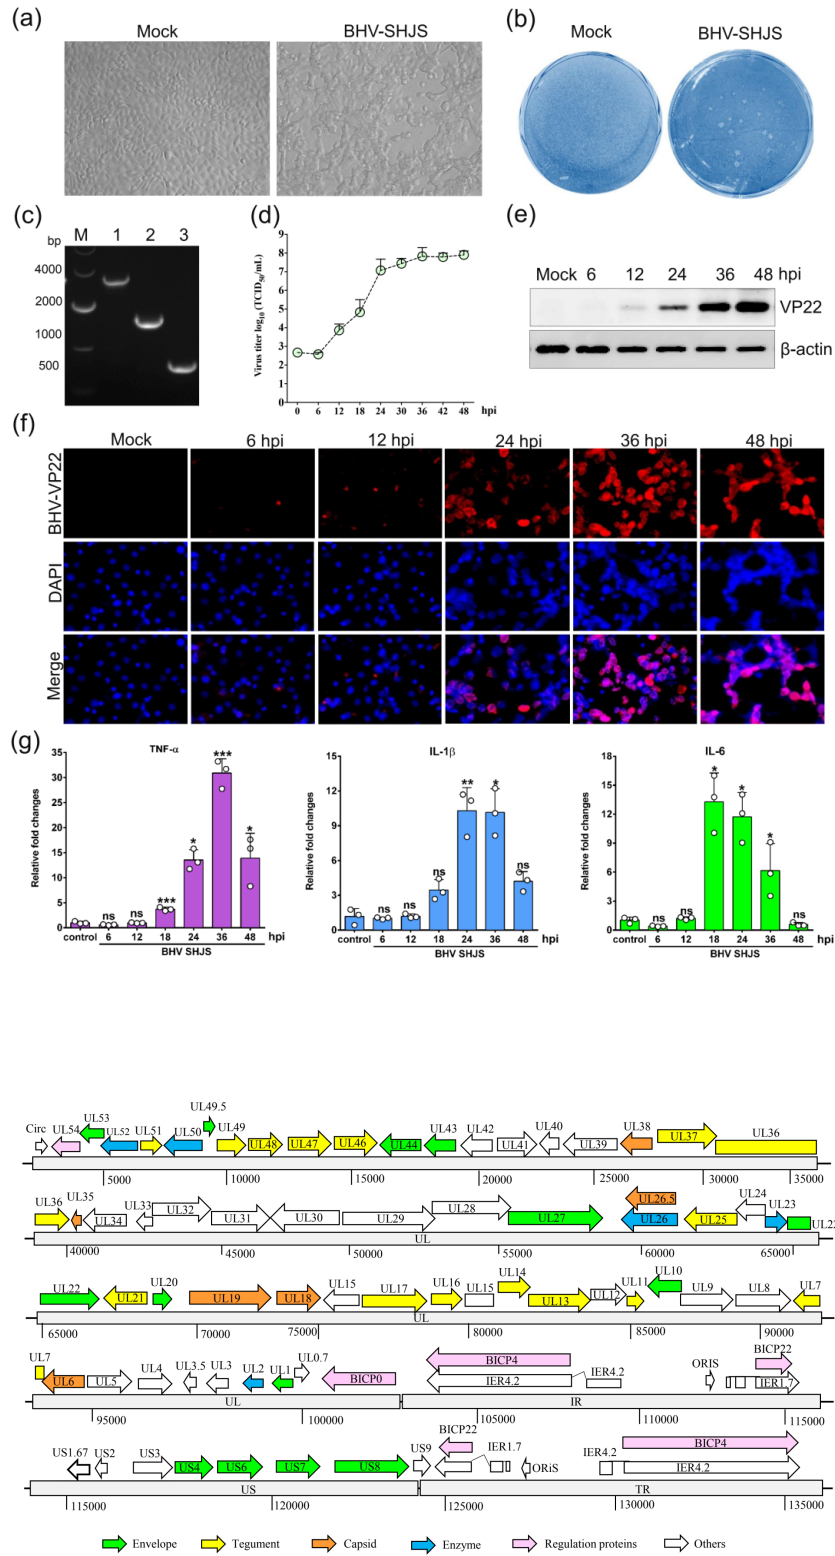 (a)
Mock
BHV-SHJS
(b)
Mock
BHV-SHJS
(c)
bp
M
1
2
3
4000
2000
1000
500
(d)
Virus titer log10 (TCID50/mL)
9
8
7
6
5
4
3
2
1
0
0 6 12 18 24 30 36 42 48 hpi
(e)
Mock 6 12 24 36 48 hpi
VP22
β-actin
(f)
Mock
6 hpi
12 hpi
24 hpi
36 hpi
48 hpi
BHV-VP22
DAPI
Merge
(g)
TNF-α
Relative fold changes
35
30
25
20
15
10
5
0
ns ns *** * *** *
control 6 12 18 24 36 48 hpi
BHV SHJS
IL-1β
Relative fold changes
15
12
9
6
3
0
ns ns ns ** * ns
control 6 12 18 24 36 48 hpi
BHV SHJS
IL-6
Relative fold changes
18
15
12
9
6
3
0
ns ns * * * ns
control 6 12 18 24 36 48 hpi
BHV SHJS
Circ UL54 UL53 UL52 UL51 UL50 UL49.5 UL49 UL48 UL47 UL46 UL44 UL43 UL42 UL41 UL40 UL39 UL38 UL37 UL36
5000 10000 15000 20000 25000 30000 35000
UL36 UL35 UL34 UL33 UL32 UL31 UL30 UL29 UL28 UL27 UL26.5 UL26 UL25 UL24 UL23 UL22
UL
40000 45000 50000 55000 60000 65000
UL22 UL21 UL20 UL19 UL18 UL15 UL17 UL16 UL15 UL14 UL13 UL12 UL11 UL10 UL9 UL8 UL7
UL
65000 70000 75000 80000 85000 90000
UL7 UL6 UL5 UL4 UL3.5 UL3 UL2 UL1 UL0.7 BICP0 BICP4 IER4.2 IER4.2 ORIS BICP22 IER1.7
UL IR
95000 100000 105000 110000 115000
US1.67 US2 US3 US4 US6 US7 US8 US9 BICP22 IER1.7 ORiS IER4.2 BICP4 IER4.2
US TR
115000 120000 125000 130000 135000
Envelope Tegument Capsid Enzyme Regulation proteins Others